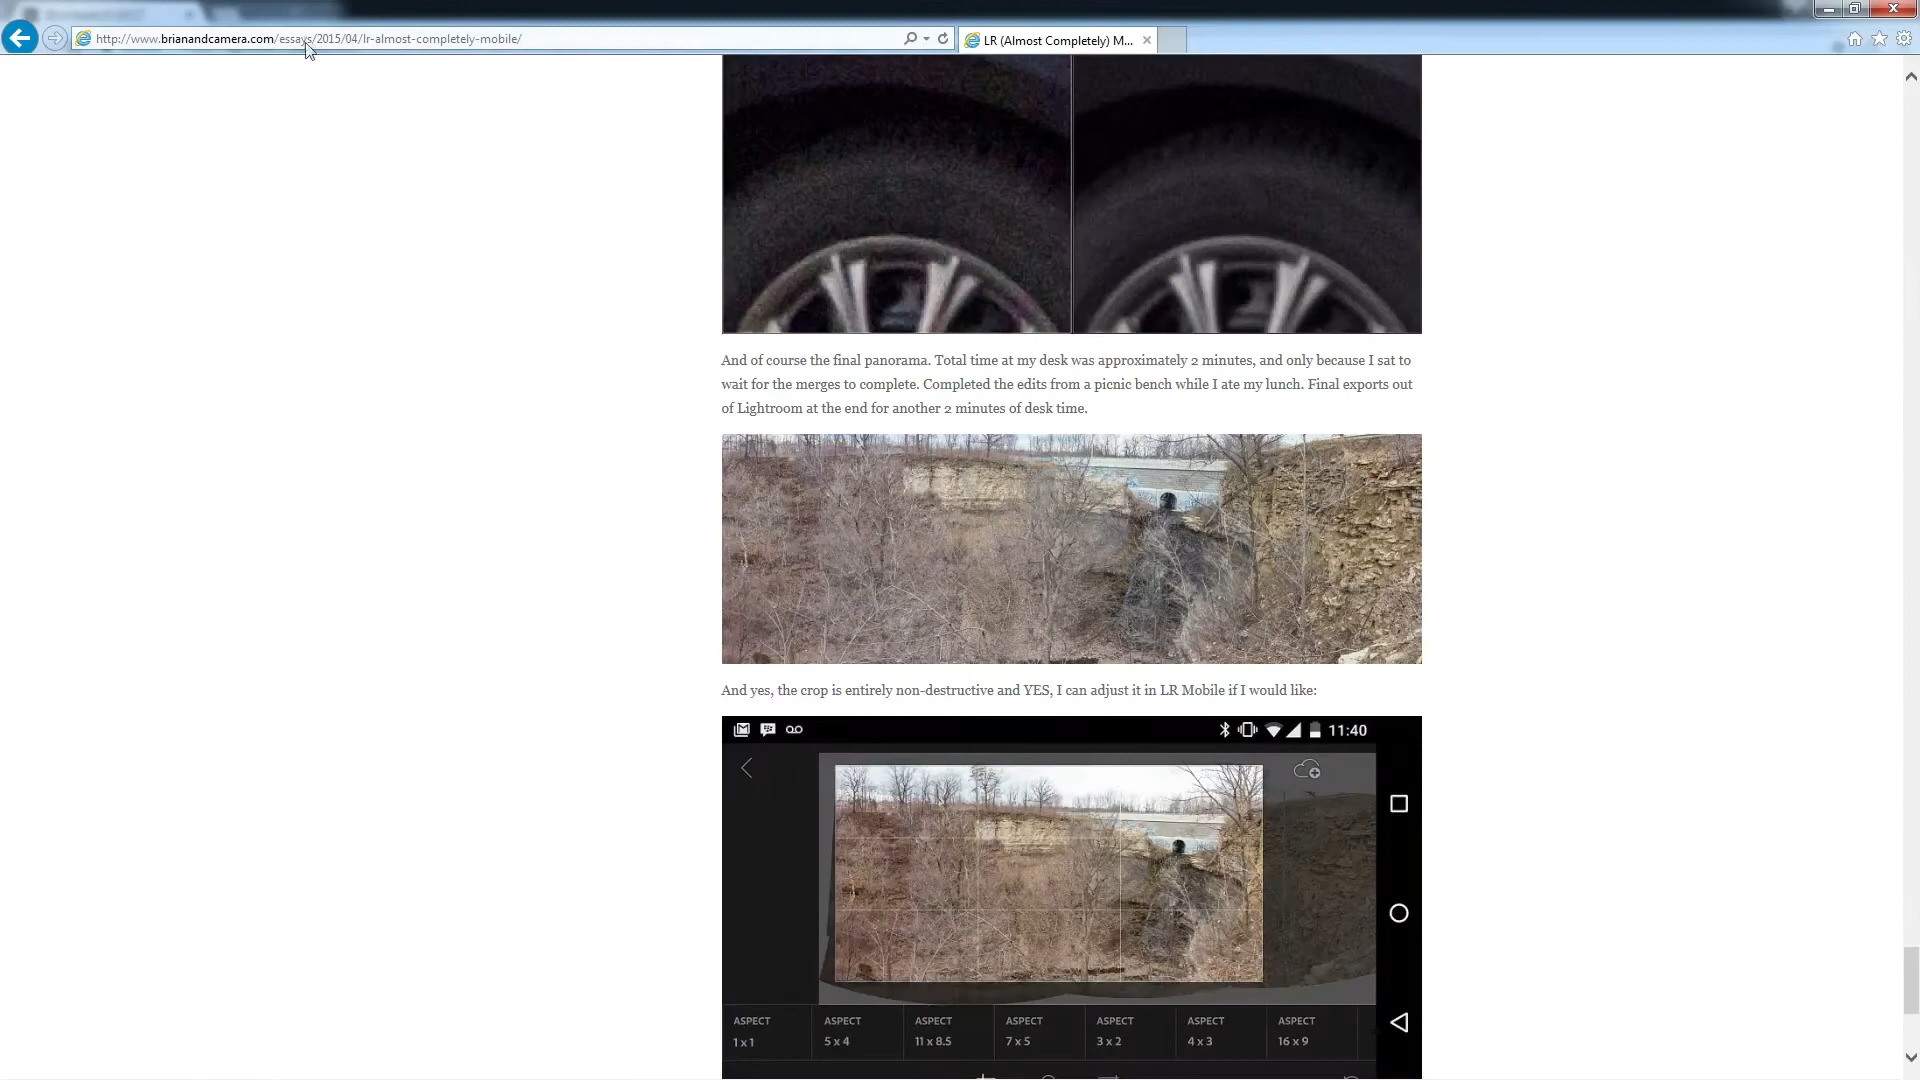 http://www.brianandcamera.com/essays/2015/04/lr-almost-completely-mobile/
LR (Almost Completely) M...
And of course the final panorama. Total time at my desk was approximately 2 minutes, and only because I sat to
wait for the merges to complete. Completed the edits from a picnic bench while I ate my lunch. Final exports out
of Lightroom at the end for another 2 minutes of desk time.
And yes, the crop is entirely non-destructive and YES, I can adjust it in LR Mobile if I would like:
11:40
ASPECT ASPECT ASPECT ASPECT ASPECT ASPECT ASPECT
1 x 1 5 x 4 11 x 8.5 7 x 5 3 x 2 4 x 3 16 x 9